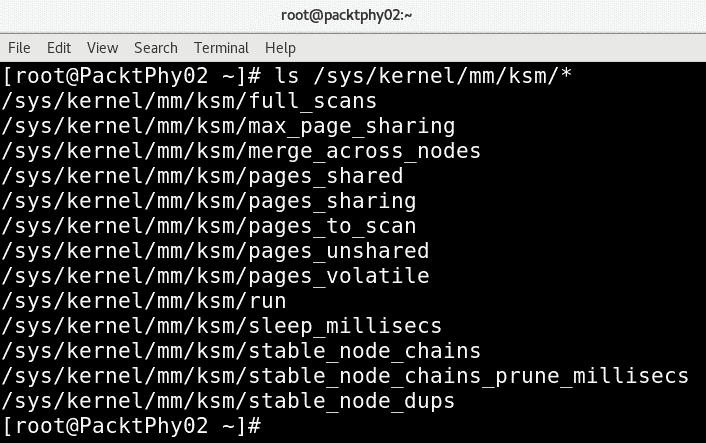 root@packtphy02:~
File Edit View Search Terminal Help
[root@PacktPhy02 ~]# ls /sys/kernel/mm/ksm/*
/sys/kernel/mm/ksm/full_scans
/sys/kernel/mm/ksm/max_page_sharing
/sys/kernel/mm/ksm/merge_across_nodes
/sys/kernel/mm/ksm/pages_shared
/sys/kernel/mm/ksm/pages_sharing
/sys/kernel/mm/ksm/pages_to_scan
/sys/kernel/mm/ksm/pages_unshared
/sys/kernel/mm/ksm/pages_volatile
/sys/kernel/mm/ksm/run
/sys/kernel/mm/ksm/sleep_millisecs
/sys/kernel/mm/ksm/stable_node_chains
/sys/kernel/mm/ksm/stable_node_chains_prune_millisecs
/sys/kernel/mm/ksm/stable_node_dups
[root@PacktPhy02 ~]#